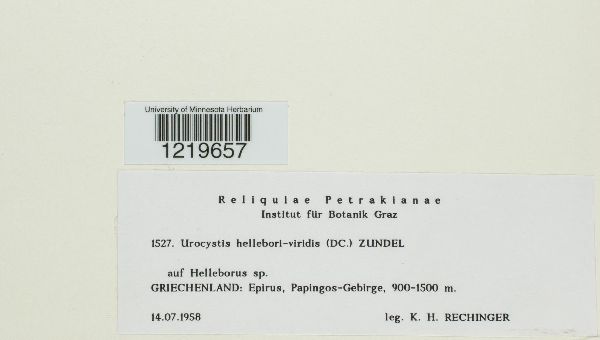 University of Minnesota Herbarium
1219657
Reliquiae Petrakianae
Institut für Botanik Graz
1527. Urocystis hellebori-viridis (DC.) ZUNDEL
auf Helleborus sp.
GRIECHENLAND: Epirus, Papingos-Gebirge, 900-1500 m.
14.07.1958 leg. K. H. RECHINGER